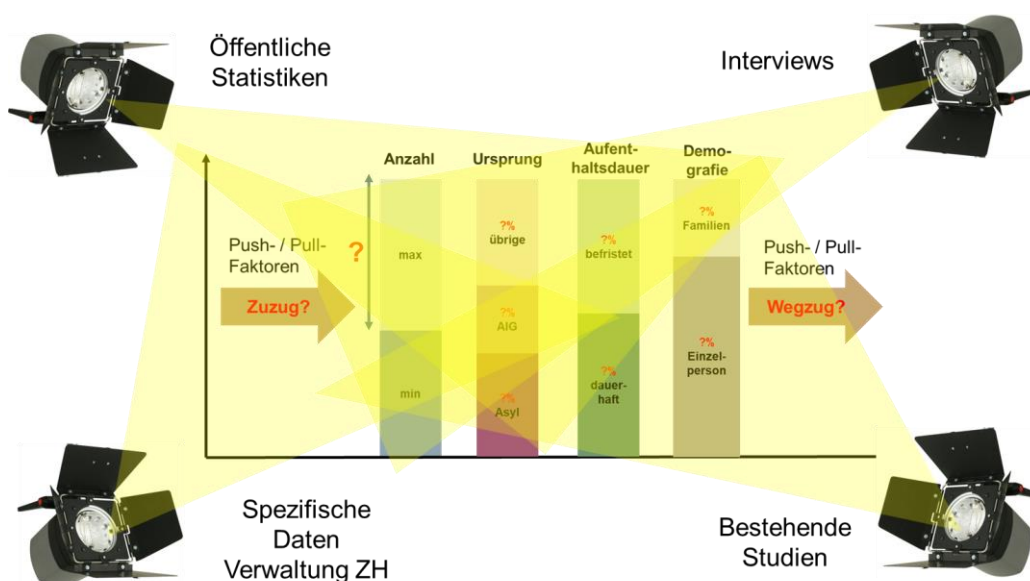 Öffentliche
Statistiken
Interviews
Anzahl
Ursprung
Aufent-
haltsdauer
Demo-
grafie
Push- / Pull-
Faktoren
Zuzug?
?
max
min
?%
übrige
?%
AIG
?%
Asyl
?%
befristet
?%
dauer-
haft
?%
Familien
?%
Einzel-
person
Push- / Pull-
Faktoren
Wegzug?
Spezifische
Daten
Verwaltung ZH
Bestehende
Studien